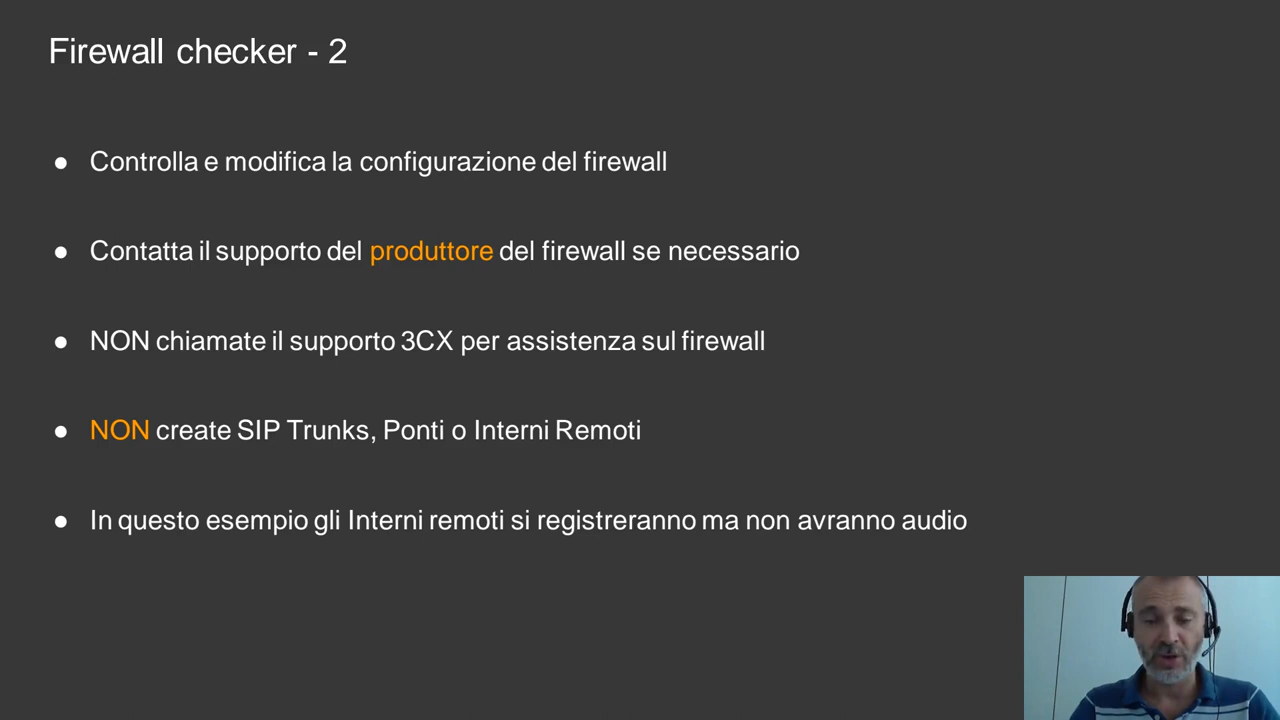 Firewall checker - 2
● Controlla e modifica la configurazione del firewall
● Contatta il supporto del produttore del firewall se necessario
● NON chiamate il supporto 3CX per assistenza sul firewall
● NON create SIP Trunks, Ponti o Interni Remoti
● In questo esempio gli Interni remoti si registreranno ma non avranno audio